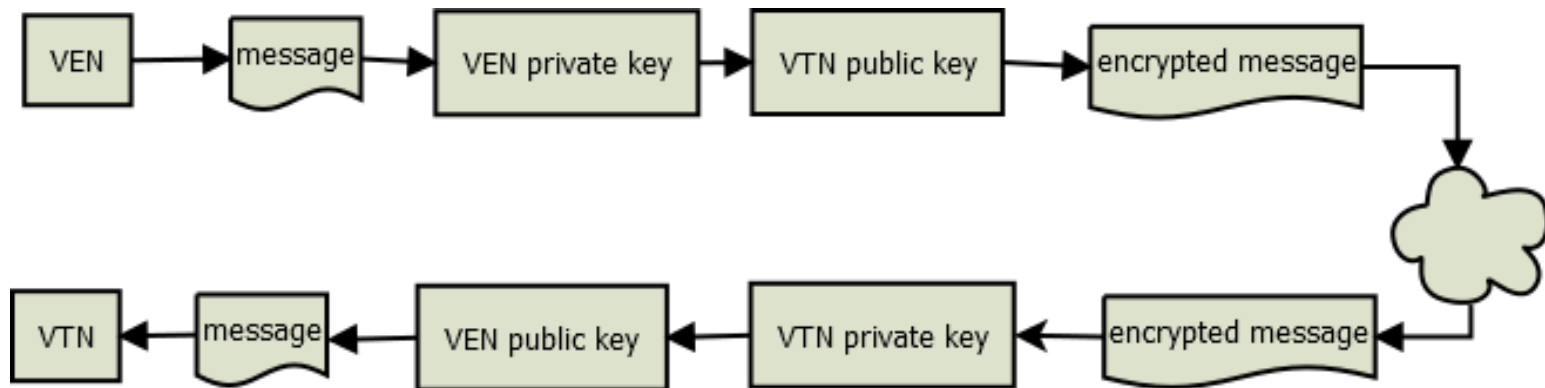 VEN
message
VEN private key
VTN public key
encrypted message
VTN
message
VEN public key
VTN private key
encrypted message